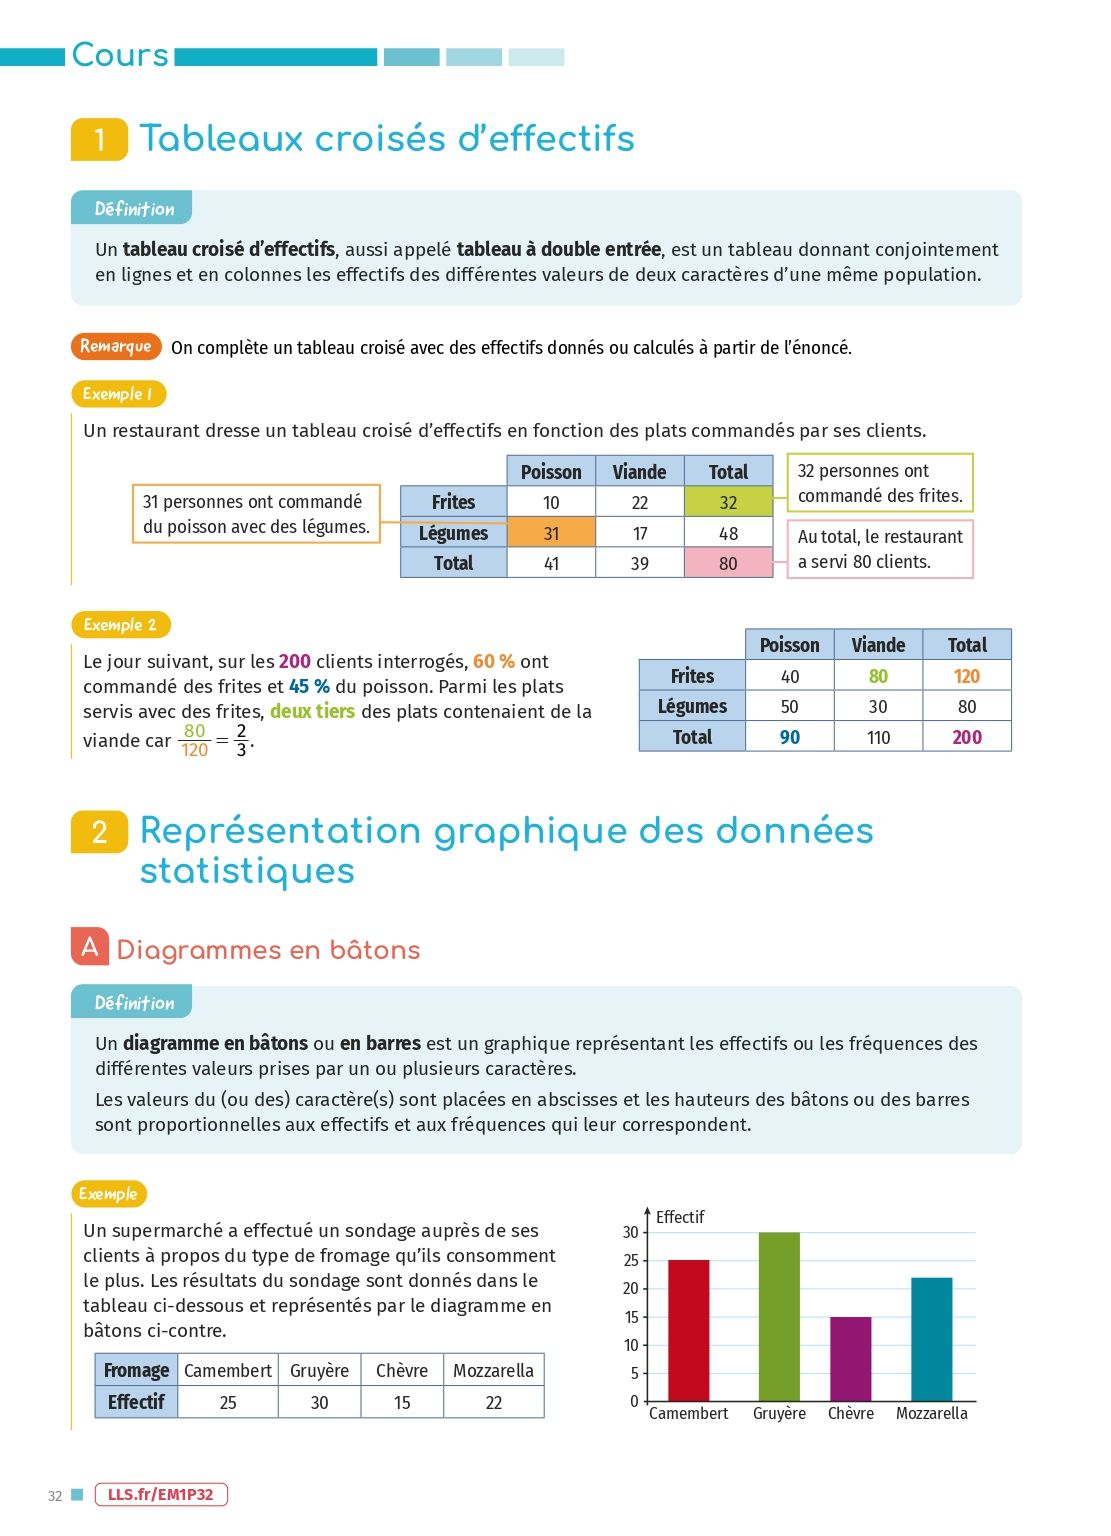 Cours
1 Tableaux croisés d'effectifs
Définition
Un tableau croisé d'effectifs, aussi appelé tableau à double entrée, est un tableau donnant conjointement
en lignes et en colonnes les effectifs des différentes valeurs de deux caractères d'une même population.
Remarque On complète un tableau croisé avec des effectifs donnés ou calculés à partir de l'énoncé.
Exemple 1
Un restaurant dresse un tableau croisé d'effectifs en fonction des plats commandés par ses clients.
31 personnes ont commandé
du poisson avec des légumes.
Poisson Viande Total
Frites 10 22 32
Légumes 31 17 48
Total 41 39 80
32 personnes ont
commandé des frites.
Au total, le restaurant
a servi 80 clients.
Exemple 2
Le jour suivant, sur les 200 clients interrogés, 60 % ont
commandé des frites et 45 % du poisson. Parmi les plats
servis avec des frites, deux tiers des plats contenaient de la
viande car 80/120 = 2/3.
Poisson Viande Total
Frites 40 80 120
Légumes 50 30 80
Total 90 110 200
2 Représentation graphique des données
statistiques
A Diagrammes en bâtons
Définition
Un diagramme en bâtons ou en barres est un graphique représentant les effectifs ou les fréquences des
différentes valeurs prises par un ou plusieurs caractères.
Les valeurs du (ou des) caractère(s) sont placées en abscisses et les hauteurs des bâtons ou des barres
sont proportionnelles aux effectifs et aux fréquences qui leur correspondent.
Exemple
Un supermarché a effectué un sondage auprès de ses
clients à propos du type de fromage qu'ils consomment
le plus. Les résultats du sondage sont donnés dans le
tableau ci-dessous et représentés par le diagramme en
bâtons ci-contre.
Fromage Camembert Gruyère Chèvre Mozzarella
Effectif 25 30 15 22
Effectif
30
25
20
15
10
5
0
Camembert Gruyère Chèvre Mozzarella
32 LLS.fr/EM1P32